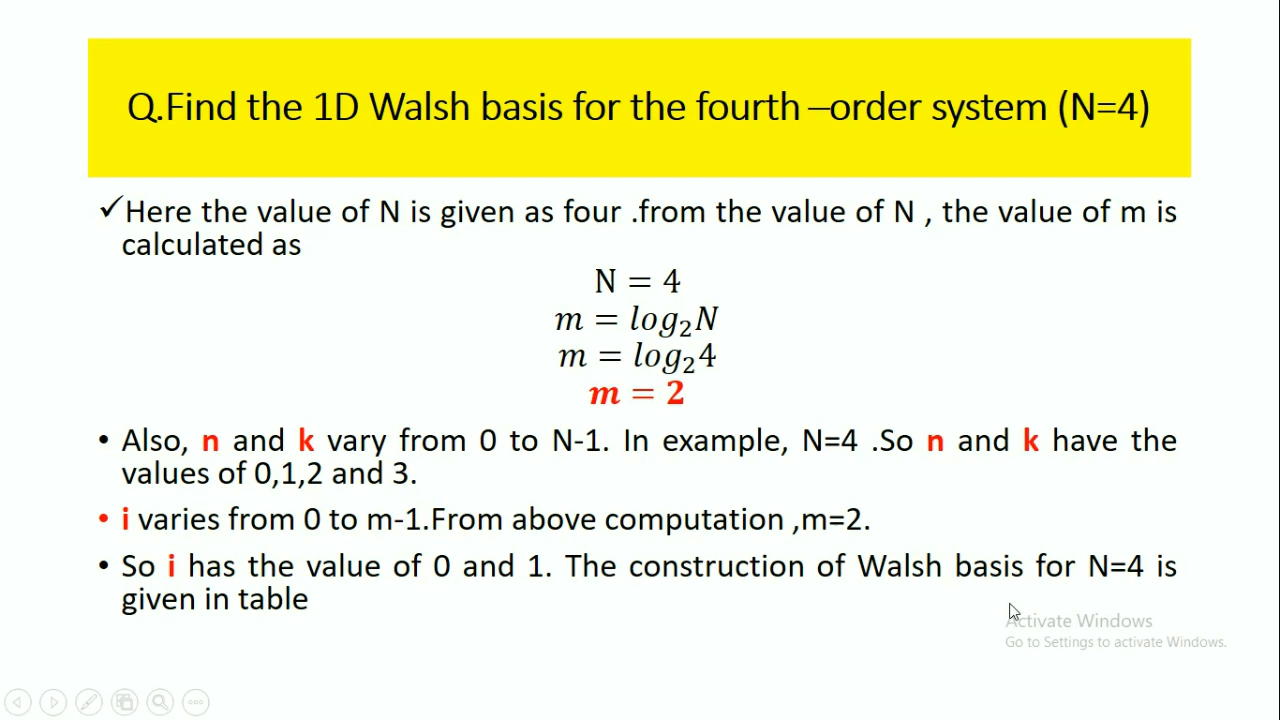 Q.Find the 1D Walsh basis for the fourth –order system (N=4)
✓Here the value of N is given as four .from the value of N , the value of m is
calculated as
N = 4
m = log₂N
m = log₂4
m = 2
• Also, n and k vary from 0 to N-1. In example, N=4 .So n and k have the
values of 0,1,2 and 3.
• i varies from 0 to m-1.From above computation ,m=2.
• So i has the value of 0 and 1. The construction of Walsh basis for N=4 is
given in table
Activate Windows
Go to Settings to activate Windows.